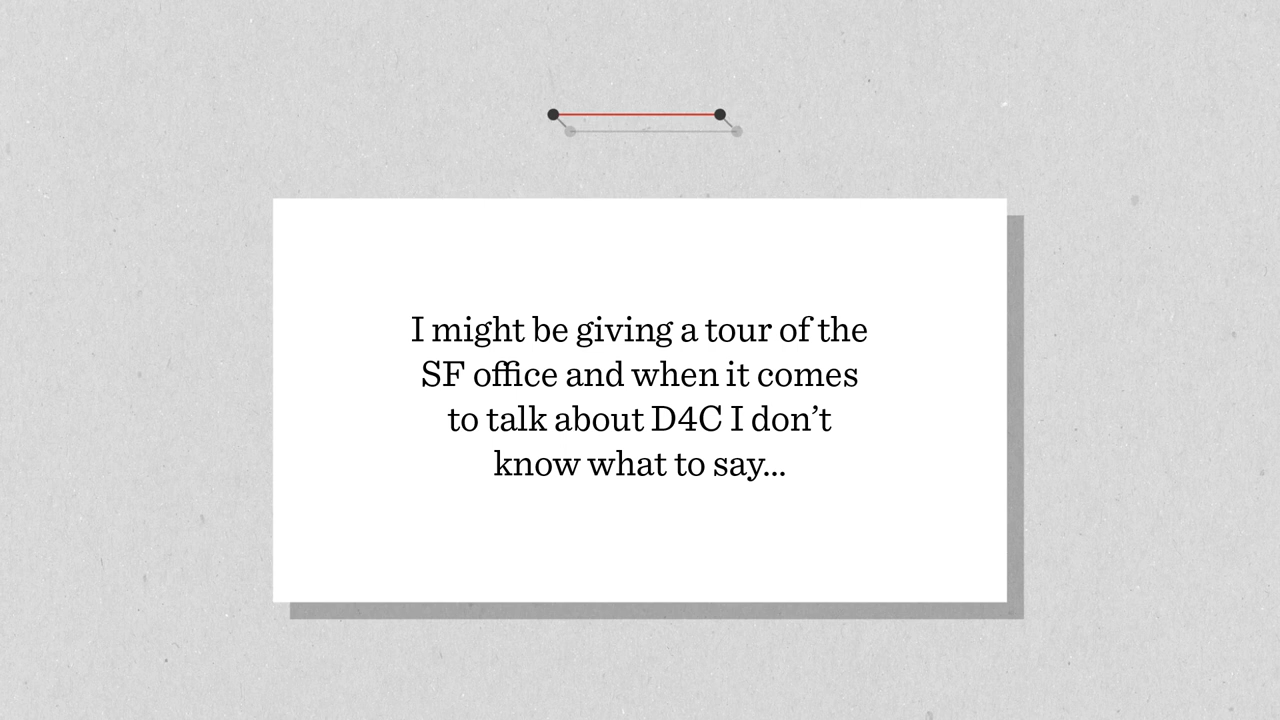 I might be giving a tour of the
SF office and when it comes
to talk about D4C I don’t
know what to say...